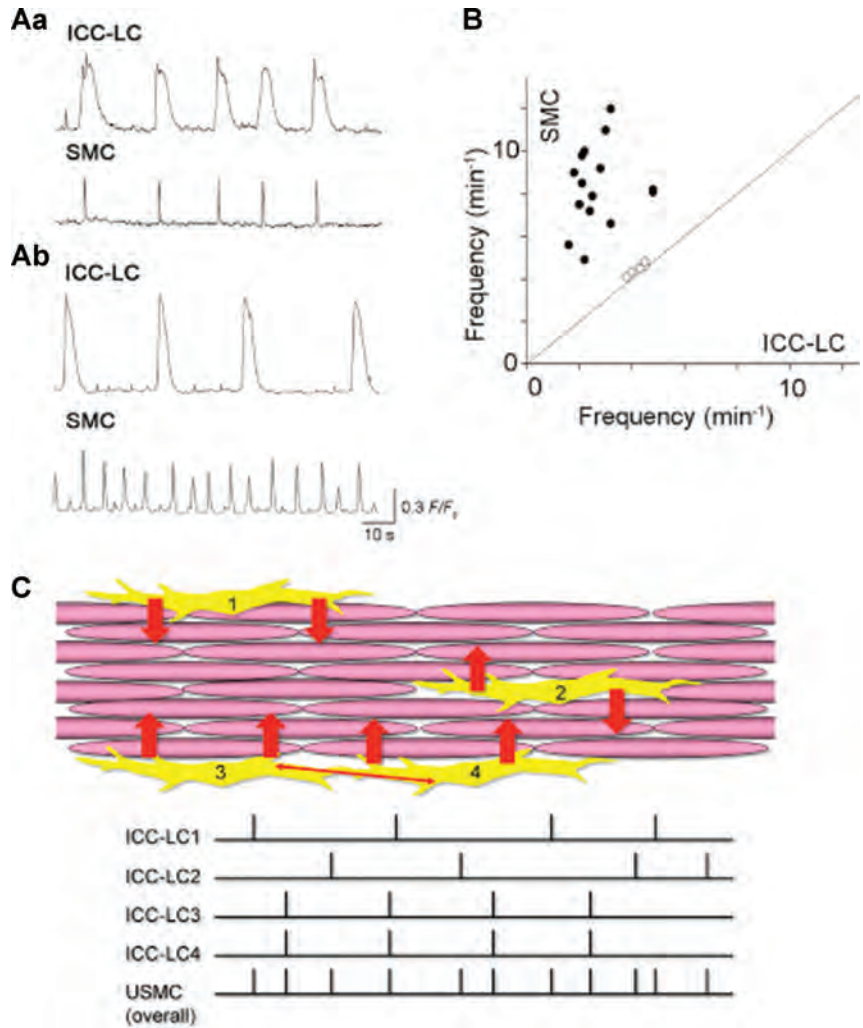 Aa
ICC-LC
SMC
Ab
ICC-LC
SMC
0.3 F/F₀
10 s
B
SMC
Frequency (min⁻¹)
10
0
0
10
ICC-LC
Frequency (min⁻¹)
C
1
2
3
4
ICC-LC1
ICC-LC2
ICC-LC3
ICC-LC4
USMC
(overall)